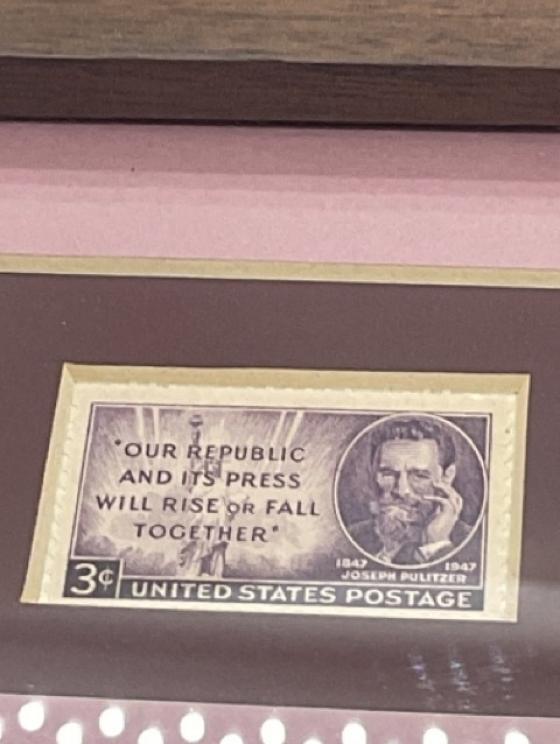 "OUR REPUBLIC
AND ITS PRESS
WILL RISE OR FALL
TOGETHER"
1847 1947
JOSEPH PULITZER
3¢ UNITED STATES POSTAGE